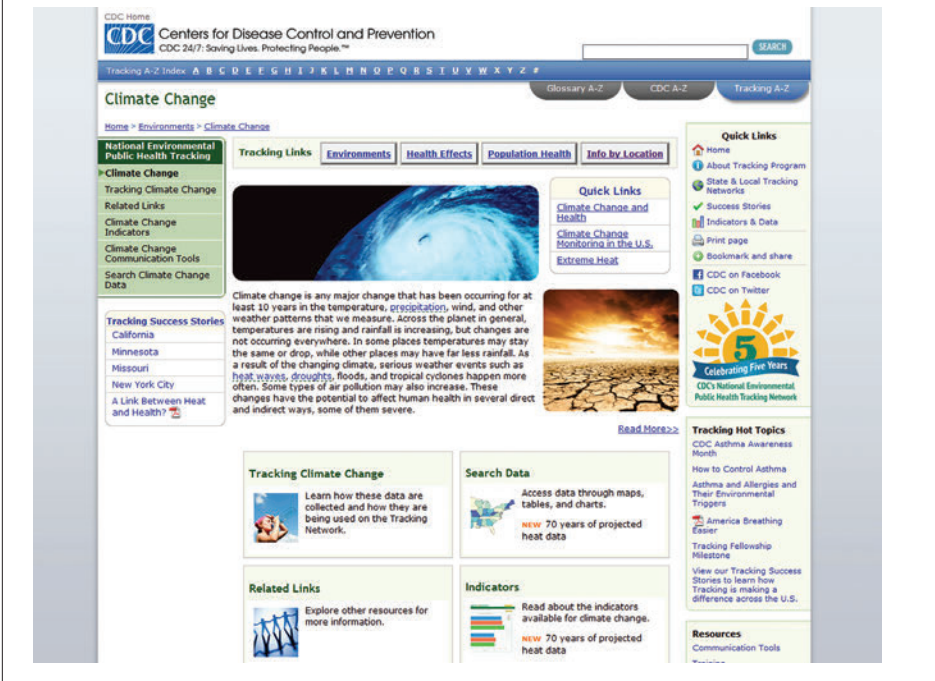 CDC Home
CDC
Centers for Disease Control and Prevention
CDC 24/7: Saving Lives. Protecting People.™
SEARCH
Tracking A-Z Index A B C D E F G H I J K L M N O P Q R S T U V W X Y Z #
Climate Change
Glossary A-Z
CDC A-Z
Tracking A-Z
Home > Environments > Climate Change
National Environmental
Public Health Tracking
Climate Change
Tracking Climate Change
Related Links
Climate Change
Indicators
Climate Change
Communication Tools
Search Climate Change
Data
Tracking Success Stories
California
Minnesota
Missouri
New York City
A Link Between Heat
and Health?
Tracking Links
Environments
Health Effects
Population Health
Info by Location
Quick Links
Climate Change and
Health
Climate Change
Monitoring in the U.S.
Extreme Heat
Climate change is any major change that has been occurring for at
least 10 years in the temperature, precipitation, wind, and other
weather patterns that we measure. Across the planet in general,
temperatures are rising and rainfall is increasing, but changes are
not occurring everywhere. In some places temperatures may stay
the same or drop, while other places may have far less rainfall. As
a result of the changing climate, serious weather events such as
heat waves, droughts, floods, and tropical cyclones happen more
often. Some types of air pollution may also increase. These
changes have the potential to affect human health in several direct
and indirect ways, some of them severe.
Read More>>
Tracking Climate Change
Learn how these data are
collected and how they are
being used on the Tracking
Network.
Search Data
Access data through maps,
tables, and charts.
NEW 70 years of projected
heat data
Related Links
Explore other resources for
more information.
Indicators
Read about the indicators
available for climate change.
NEW 70 years of projected
heat data
Quick Links
Home
About Tracking Program
State & Local Tracking
Networks
Success Stories
Indicators & Data
Print page
Bookmark and share
CDC on Facebook
CDC on Twitter
5
Celebrating Five Years
CDC's National Environmental
Public Health Tracking Network
Tracking Hot Topics
CDC Asthma Awareness
Month
How to Control Asthma
Asthma and Allergies and
Their Environmental
Triggers
America Breathing
Easier
Tracking Fellowship
Milestone
View our Tracking Success
Stories to learn how
Tracking is making a
difference across the U.S.
Resources
Communication Tools